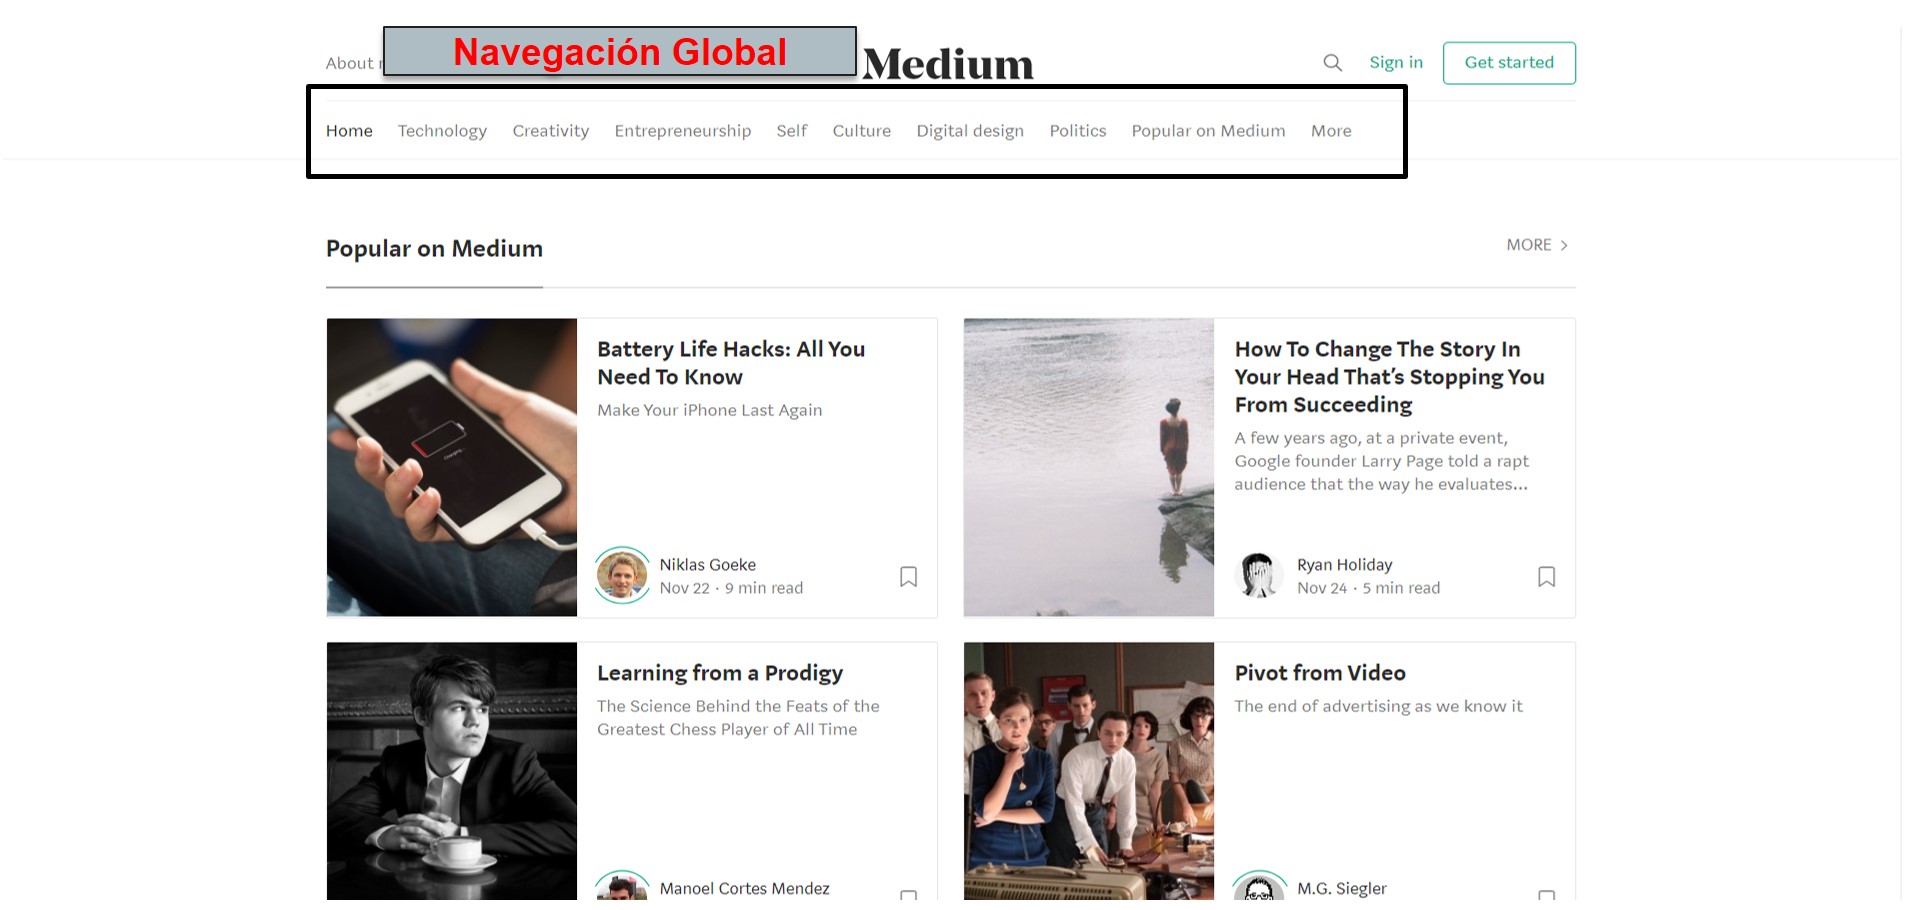 Navegación Global
About
Medium
Sign in
Get started
Home Technology Creativity Entrepreneurship Self Culture Digital design Politics Popular on Medium More
Popular on Medium
MORE
Battery Life Hacks: All You
Need To Know
Make Your iPhone Last Again
Niklas Goeke
Nov 22 · 9 min read
How To Change The Story In
Your Head That’s Stopping You
From Succeeding
A few years ago, at a private event,
Google founder Larry Page told a rapt
audience that the way he evaluates...
Ryan Holiday
Nov 24 · 5 min read
Learning from a Prodigy
The Science Behind the Feats of the
Greatest Chess Player of All Time
Manoel Cortes Mendez
Pivot from Video
The end of advertising as we know it
M.G. Siegler